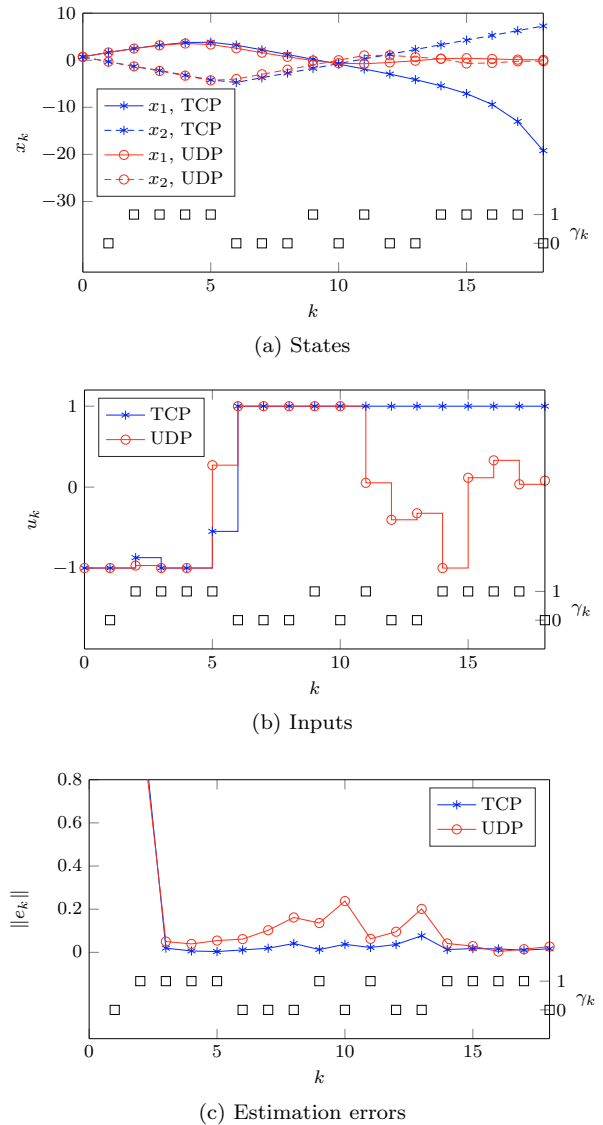 10
0
−10
−20
−30
x_k
x_1, TCP
x_2, TCP
x_1, UDP
x_2, UDP
1
0
γ_k
0 5 10 15
k
(a) States
1
0
−1
u_k
TCP
UDP
1
0
γ_k
0 5 10 15
k
(b) Inputs
0.8
0.6
0.4
0.2
0
‖e_k‖
TCP
UDP
1
0
γ_k
0 5 10 15
k
(c) Estimation errors